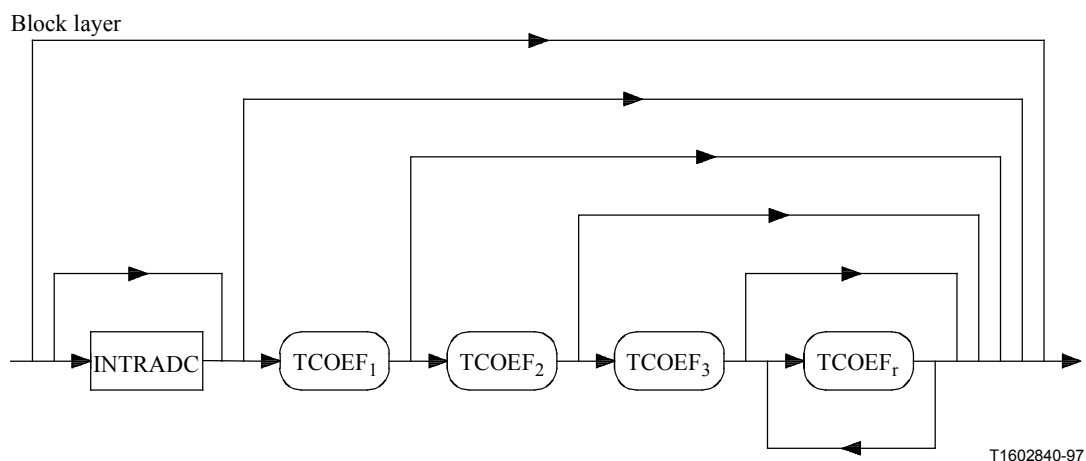 Block layer
INTRADC
TCOEF1
TCOEF2
TCOEF3
TCOEFr
T1602840-97